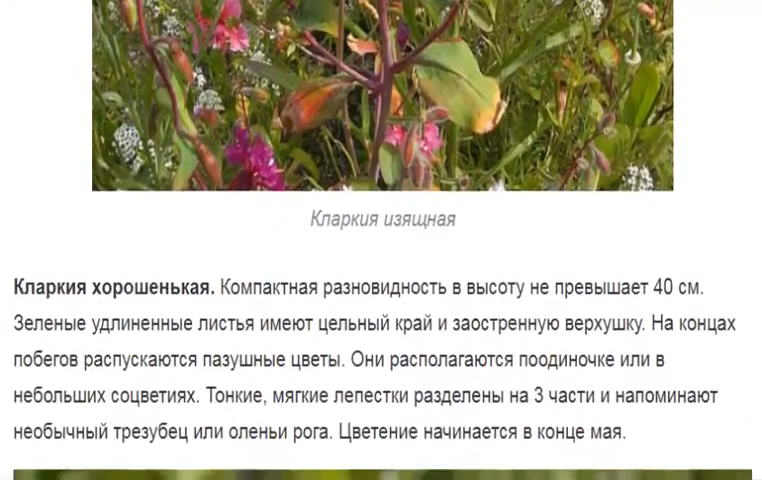 Кларкия изящная
Кларкия хорошенькая. Компактная разновидность в высоту не превышает 40 см.
Зеленые удлиненные листья имеют цельный край и заостренную верхушку. На концах
побегов распускаются пазушные цветы. Они располагаются поодиночке или в
небольших соцветиях. Тонкие, мягкие лепестки разделены на 3 части и напоминают
необычный трезубец или оленьи рога. Цветение начинается в конце мая.